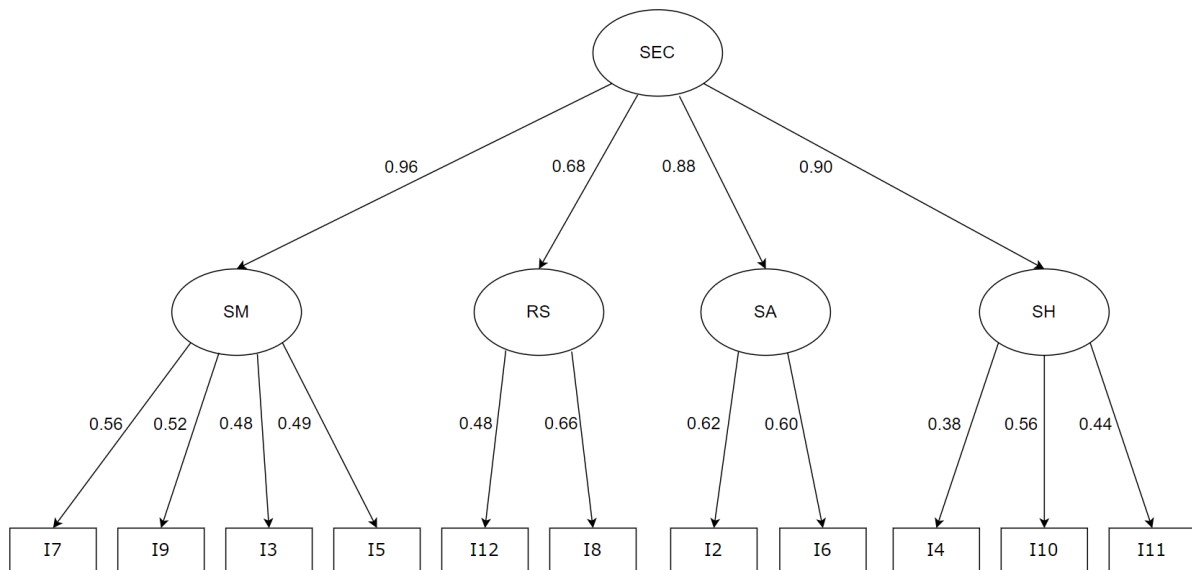 SEC
0.96 0.68 0.88 0.90
SM RS SA SH
0.56 0.52 0.48 0.49 0.48 0.66 0.62 0.60 0.38 0.56 0.44
I7 I9 I3 I5 I12 I8 I2 I6 I4 I10 I11